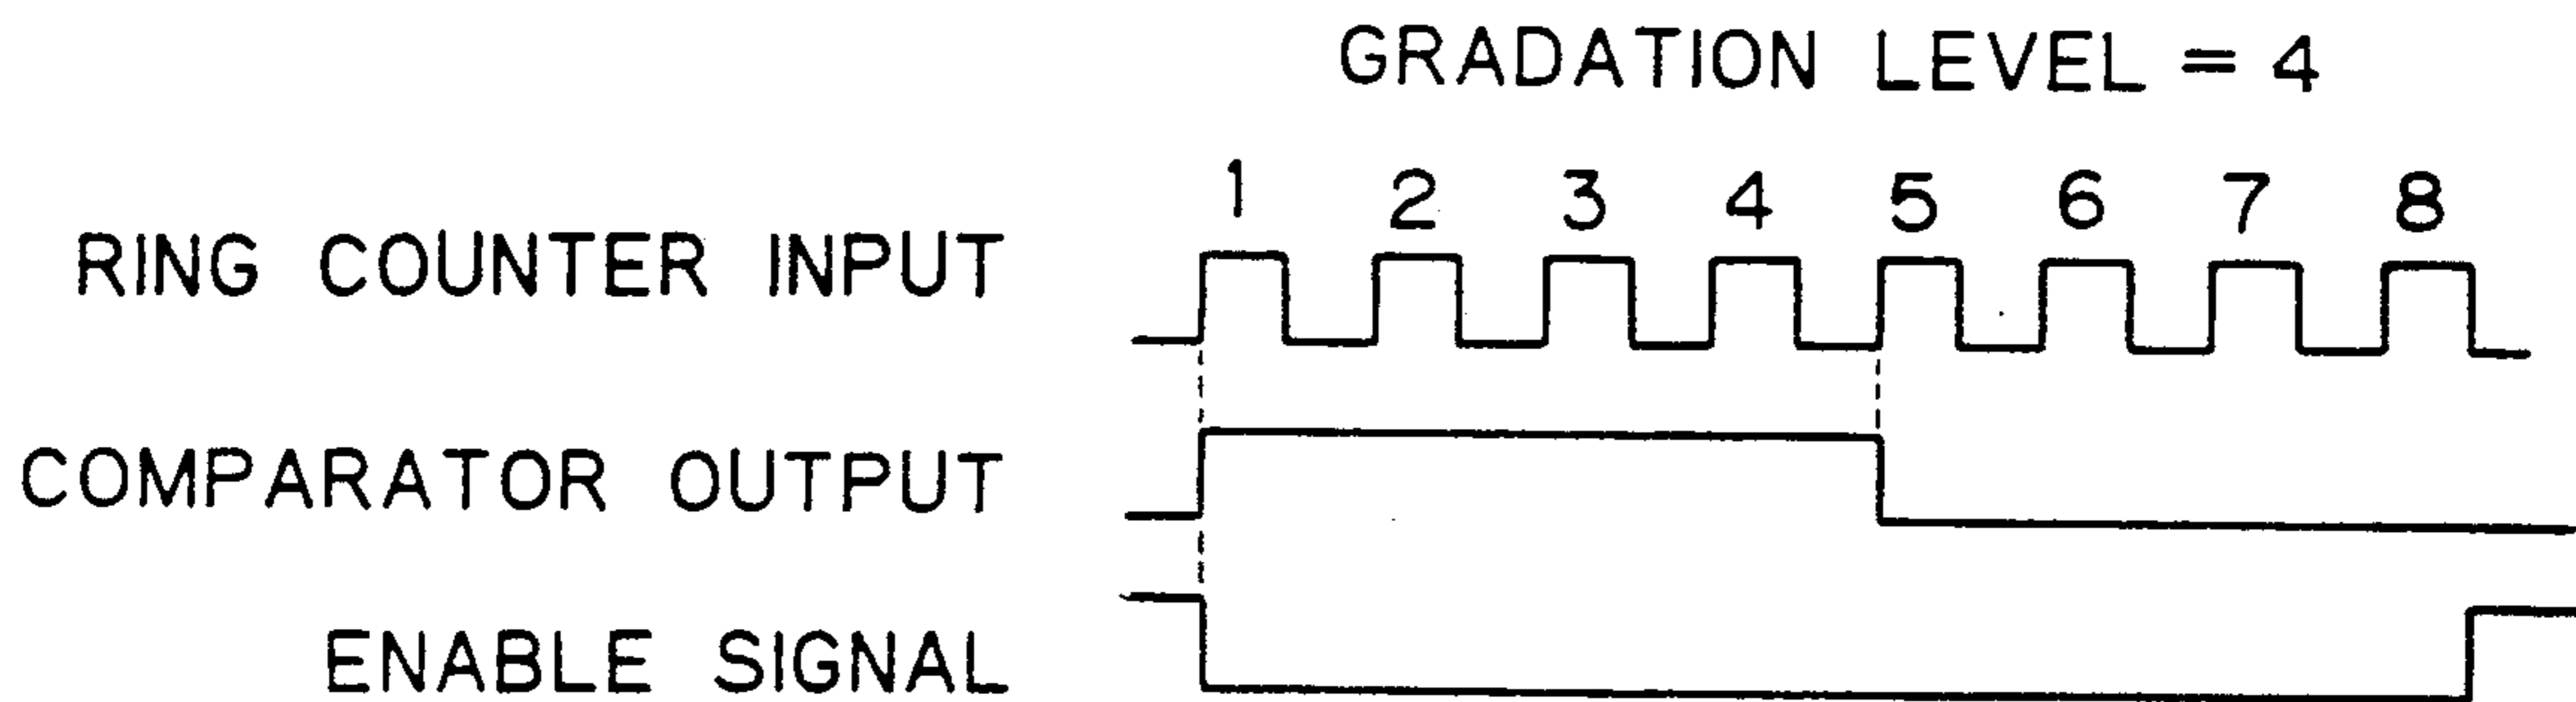 GRADATION LEVEL = 4
1 2 3 4 5 6 7 8
RING COUNTER INPUT
COMPARATOR OUTPUT
ENABLE SIGNAL